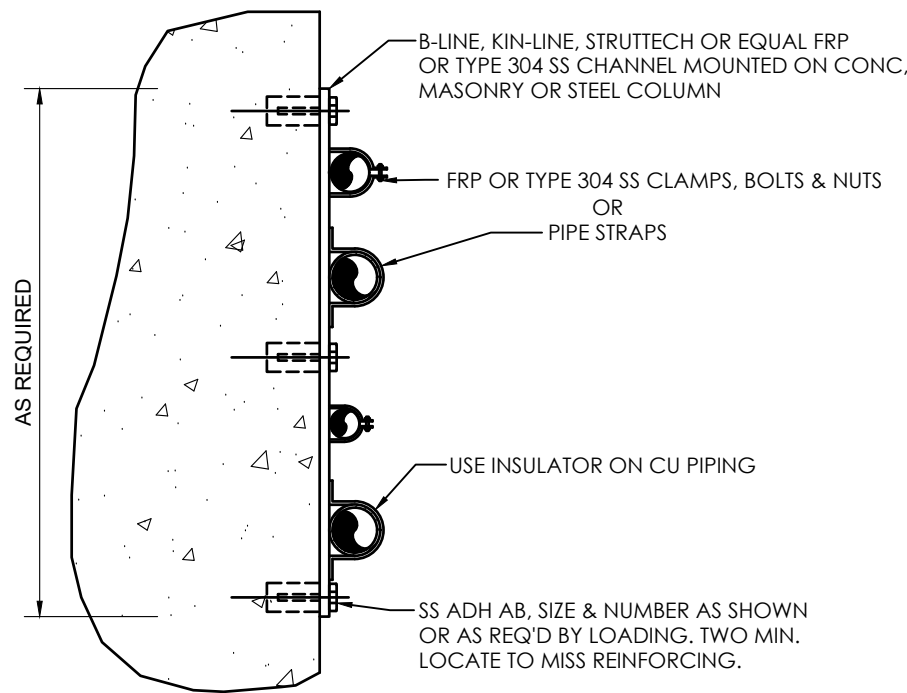 B-LINE, KIN-LINE, STRUTTECH OR EQUAL FRP
OR TYPE 304 SS CHANNEL MOUNTED ON CONC,
MASONRY OR STEEL COLUMN
FRP OR TYPE 304 SS CLAMPS, BOLTS & NUTS
OR
PIPE STRAPS
AS REQUIRED
USE INSULATOR ON CU PIPING
SS ADH AB, SIZE & NUMBER AS SHOWN
OR AS REQ'D BY LOADING. TWO MIN.
LOCATE TO MISS REINFORCING.